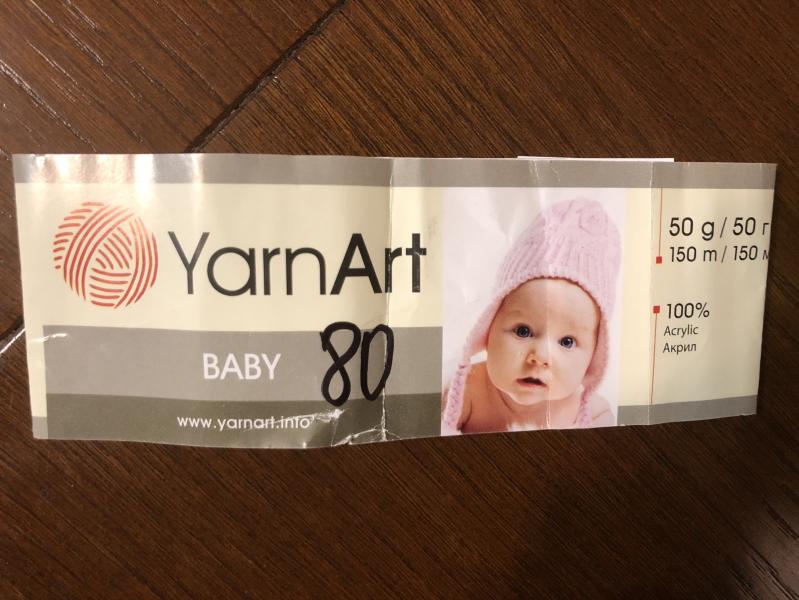 YarnArt
BABY
80
www.yarnart.info
50 g / 50 г
150 m / 150 м
100%
Acrylic
Акрил